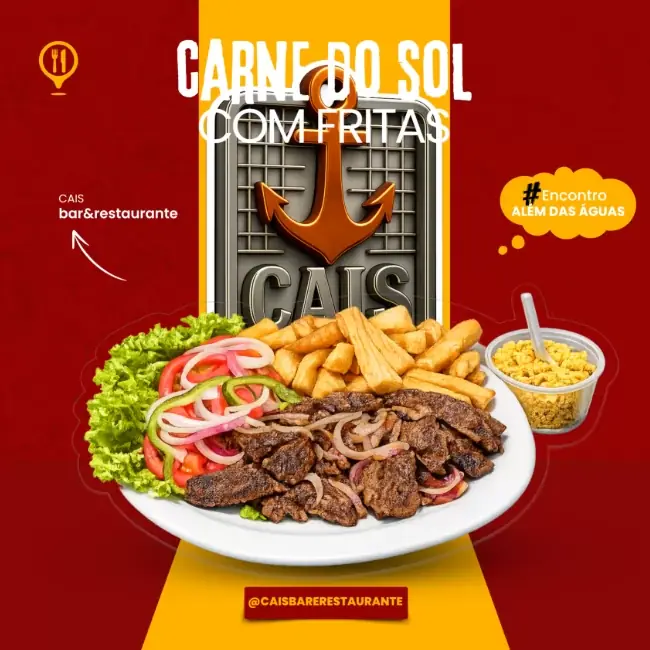 CARNE DO SOL
COM FRITAS
CAIS
bar&restaurante
#Encontro
ALÉM DAS ÁGUAS
CAIS
@CAISBARERESTAURANTE